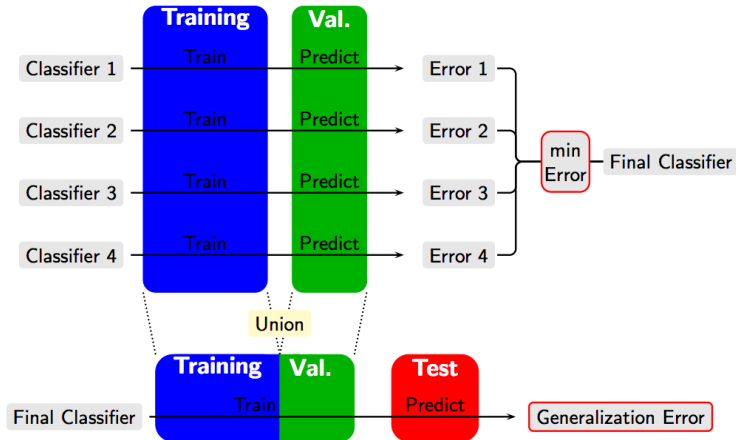 Training Val.
Classifier 1 Train Predict Error 1
Classifier 2 Train Predict Error 2
min
Error
Final Classifier
Classifier 3 Train Predict Error 3
Classifier 4 Train Predict Error 4
Union
Training Val. Test
Final Classifier Train Predict Generalization Error